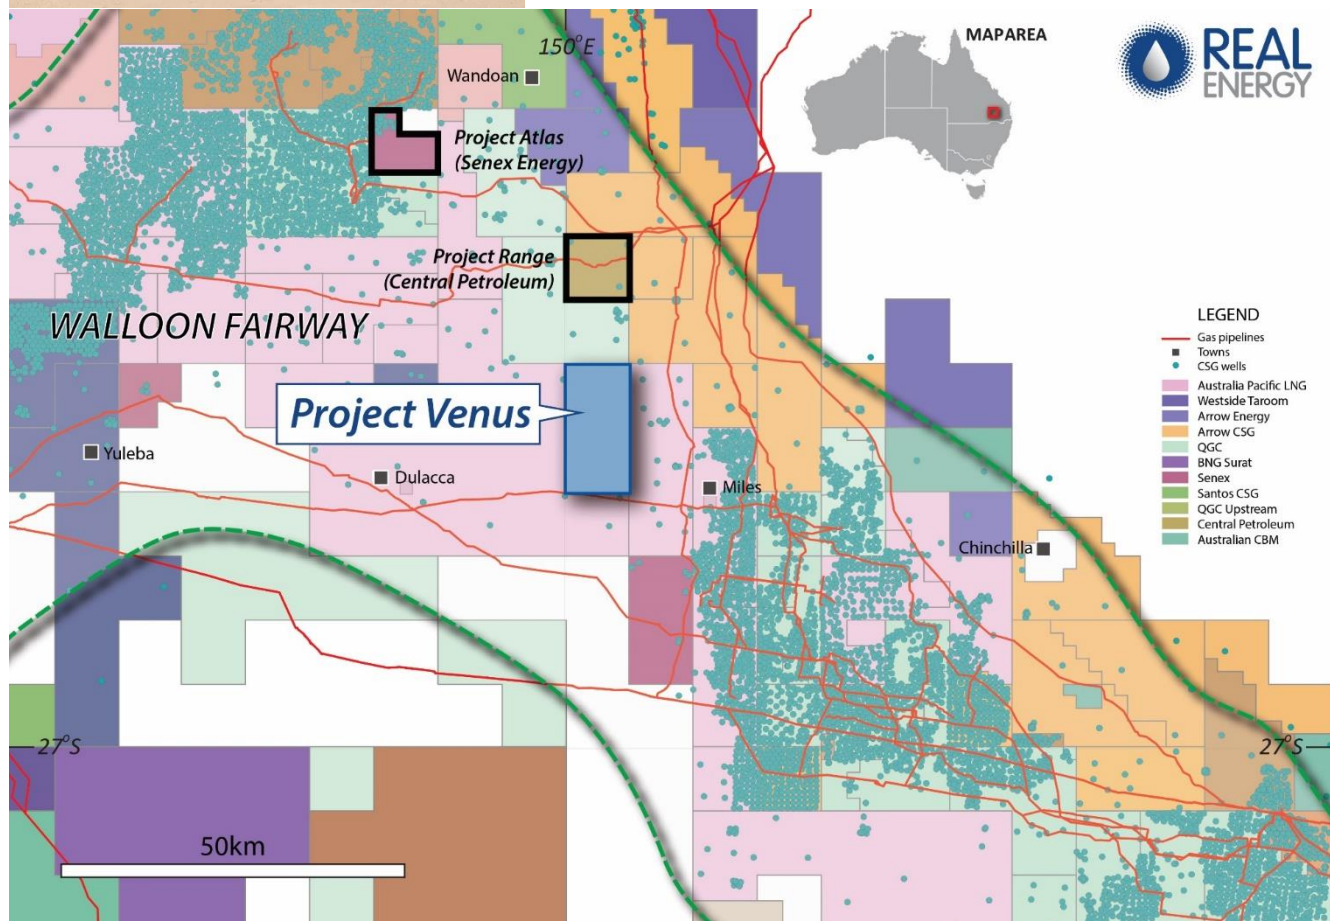 150°E
MAPAREA
REAL
ENERGY
Wandoan
Project Atlas
(Senex Energy)
Project Range
(Central Petroleum)
WALLOON FAIRWAY
Project Venus
LEGEND
Gas pipelines
Towns
CSG wells
Australia Pacific LNG
Westside Taroom
Arrow Energy
Arrow CSG
QGC
BNG Surat
Senex
Santos CSG
QGC Upstream
Central Petroleum
Australian CBM
Yuleba
Dulacca
Miles
Chinchilla
27°S
27°S
50km